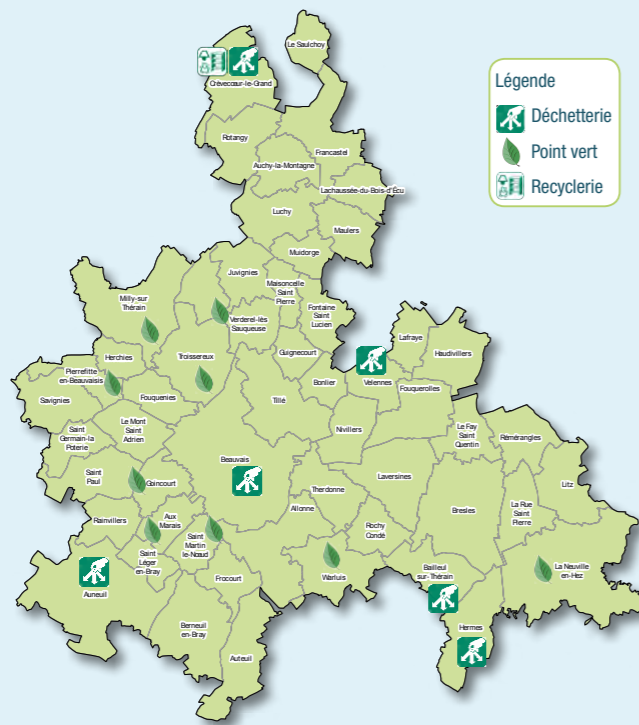 Le Saulchoy
Crèvecœur-le-Grand
Légende
Déchetterie
Point vert
Recyclerie
Rotangy
Francastel
Auchy-la-Montagne
Lachaussée-du-Bois-d'Écu
Luchy
Maulers
Muidorge
Juvignies
Maisoncelle
Saint
Pierre
Milly-sur
Thérain
Fontaine
Saint
Lucien
Verderel-lès
Sauqueuse
Lafraye
Haudivillers
Troissereux
Guignecourt
Herchies
Pierrefitte
en-Beauvaisis
Bonlier
Velennes
Fouquerolles
Savignies
Fouquenies
Tillé
Le Mont
Saint
Adrien
Saint
Germain-la
Poterie
Nivillers
Le Fay
Saint
Quentin
Rémérangles
Beauvais
Saint
Paul
Goincourt
Laversines
Litz
Therdonne
Bresles
La Rue
Saint
Pierre
Rainvillers
Aux
Marais
Allonne
Saint
Martin
le-Nœud
Rochy
Condé
Saint
Léger
en-Bray
Bailleul
sur-Thérain
La Neuville
en-Hez
Frocourt
Warluis
Auneuil
Berneuil
en-Bray
Hermes
Auteuil